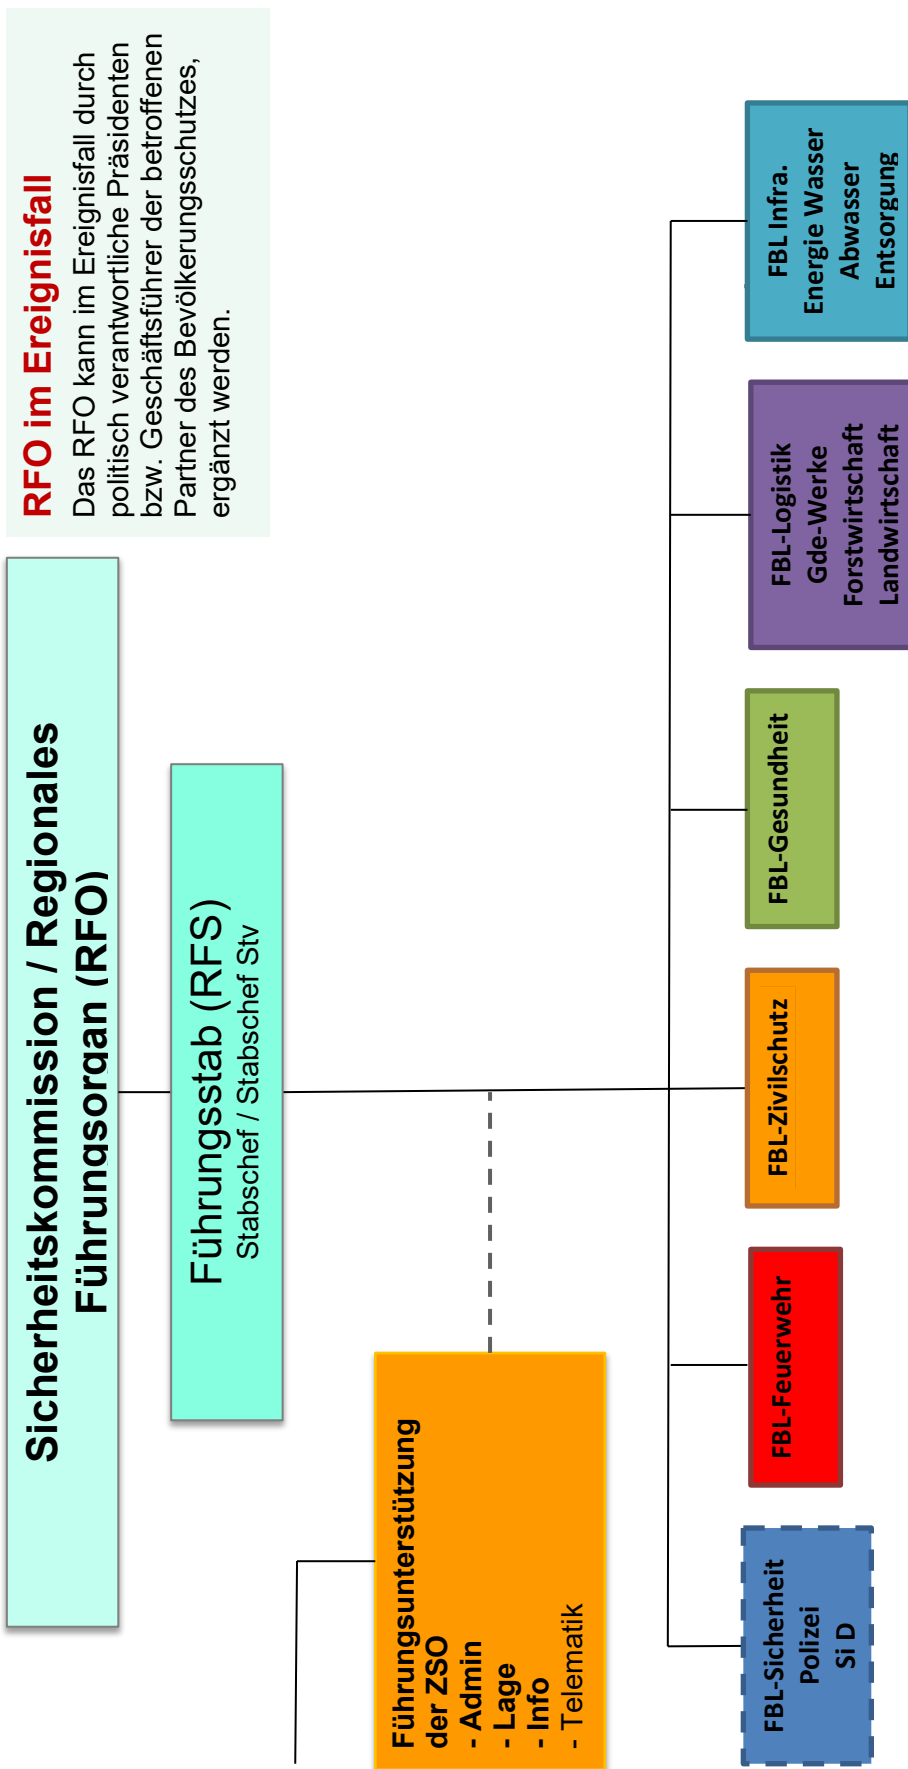 Sicherheitskommission / Regionales
Führungsorgan (RFO)
RFO im Ereignisfall
Das RFO kann im Ereignisfall durch
politisch verantwortliche Präsidenten
bzw. Geschäftsführer der betroffenen
Partner des Bevölkerungsschutzes,
ergänzt werden.
Führungsstab (RFS)
Stabschef / Stabschef Stv
Führungsunterstützung
der ZSO
- Admin
- Lage
- Info
- Telematik
FBL-Sicherheit
Polizei
Si D
FBL-Feuerwehr
FBL-Zivilschutz
FBL-Gesundheit
FBL-Logistik
Gde-Werke
Forstwirtschaft
Landwirtschaft
FBL Infra.
Energie Wasser
Abwasser
Entsorgung